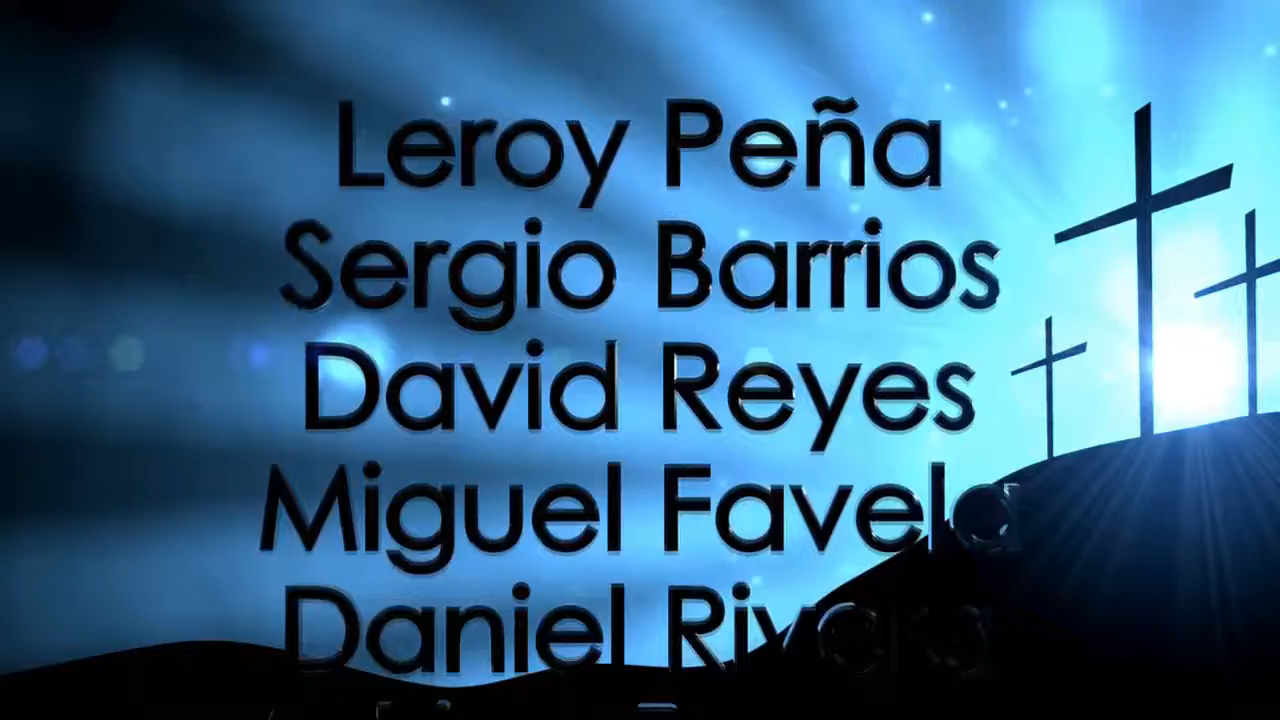 Leroy Peña
Sergio Barrios
David Reyes
Miguel Favela
Daniel Rivera